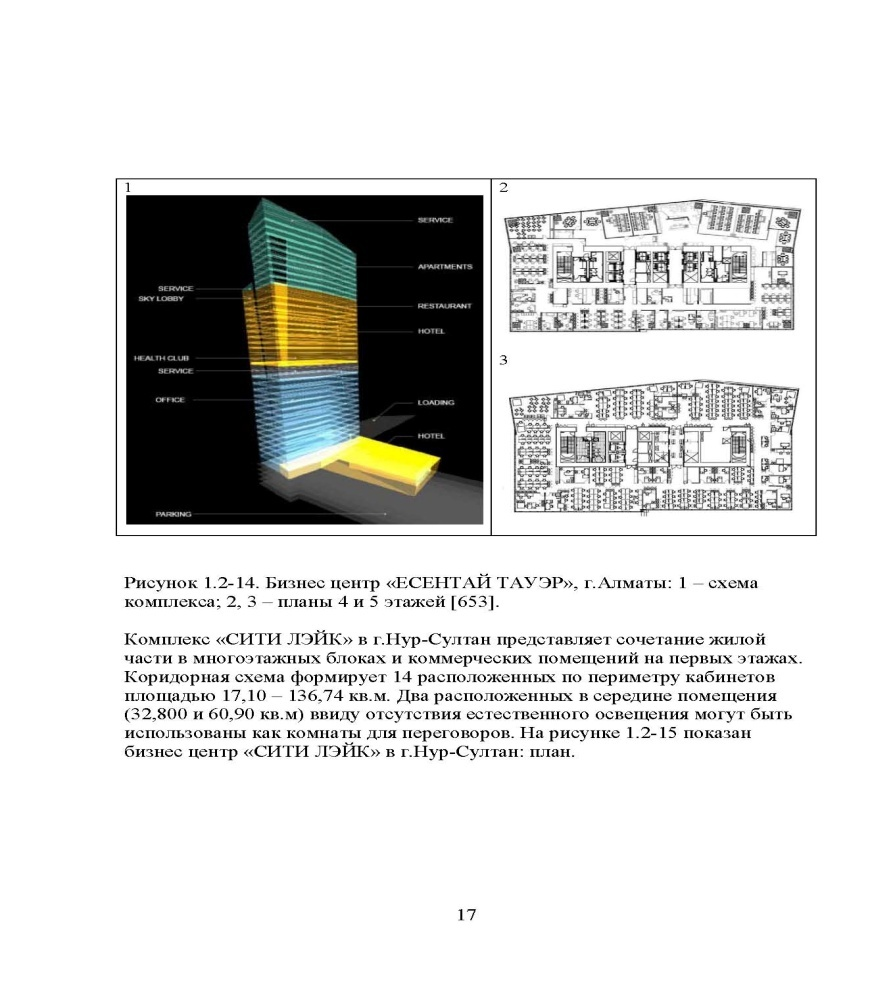 1
SERVICE
APARTMENTS
SERVICE
SKY LOBBY
RESTAURANT
HOTEL
HEALTH CLUB
SERVICE
OFFICE
LOADING
HOTEL
PARKING
2
3
Рисунок 1.2-14. Бизнес центр «ЕСЕНТАЙ ТАУЭР», г.Алматы: 1 – схема
комплекса; 2, 3 – планы 4 и 5 этажей [653].
Комплекс «СИТИ ЛЭЙК» в г.Нур-Султан представляет сочетание жилой
части в многоэтажных блоках и коммерческих помещений на первых этажах.
Коридорная схема формирует 14 расположенных по периметру кабинетов
площадью 17,10 – 136,74 кв.м. Два расположенных в середине помещения
(32,800 и 60,90 кв.м) ввиду отсутствия естественного освещения могут быть
использованы как комнаты для переговоров. На рисунке 1.2-15 показан
бизнес центр «СИТИ ЛЭЙК» в г.Нур-Султан: план.
17